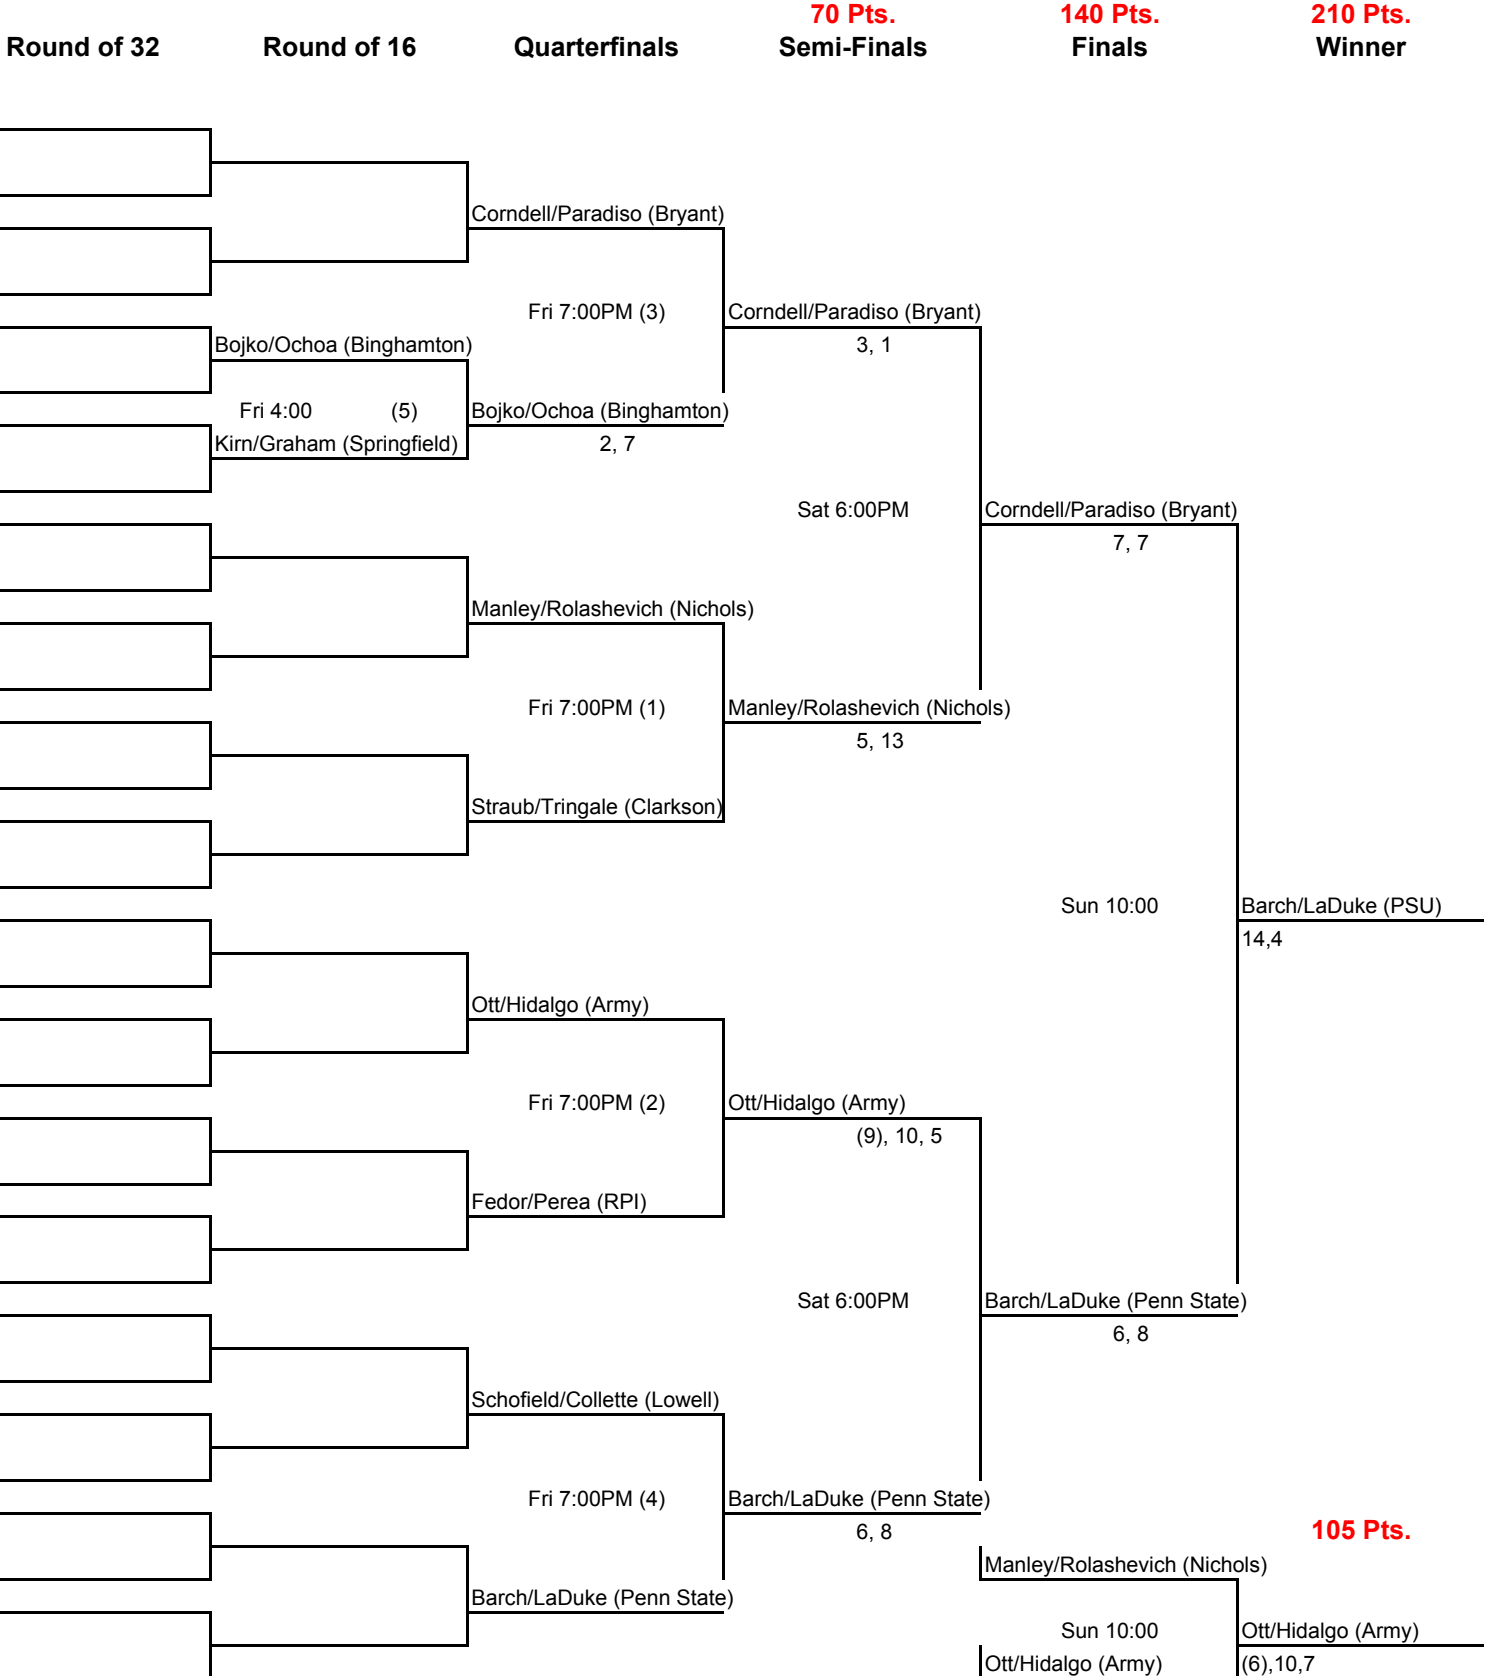 70 Pts. 140 Pts. 210 Pts.
Round of 32 Round of 16 Quarterfinals Semi-Finals Finals Winner
Corndell/Paradiso (Bryant)
Fri 7:00PM (3) Corndell/Paradiso (Bryant)
Bojko/Ochoa (Binghamton) 3, 1
Fri 4:00 (5) Bojko/Ochoa (Binghamton)
Kirn/Graham (Springfield) 2, 7
Sat 6:00PM Corndell/Paradiso (Bryant)
7, 7
Manley/Rolashevich (Nichols)
Fri 7:00PM (1) Manley/Rolashevich (Nichols)
5, 13
Straub/Tringale (Clarkson)
Sun 10:00 Barch/LaDuke (PSU)
14,4
Ott/Hidalgo (Army)
Fri 7:00PM (2) Ott/Hidalgo (Army)
(9), 10, 5
Fedor/Perea (RPI)
Sat 6:00PM Barch/LaDuke (Penn State)
6, 8
Schofield/Collette (Lowell)
Fri 7:00PM (4) Barch/LaDuke (Penn State)
6, 8 105 Pts.
Manley/Rolashevich (Nichols)
Barch/LaDuke (Penn State)
Sun 10:00 Ott/Hidalgo (Army)
Ott/Hidalgo (Army) (6),10,7